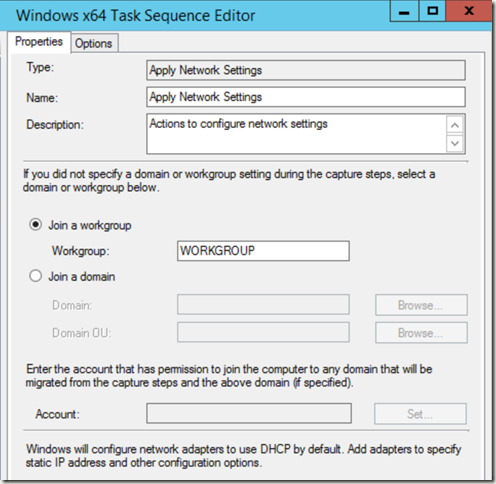 Windows x64 Task Sequence Editor
Properties Options
Type: Apply Network Settings
Name: Apply Network Settings
Description: Actions to configure network settings
If you did not specify a domain or workgroup setting during the capture steps, select a
domain or workgroup below.
Join a workgroup
Workgroup: WORKGROUP
Join a domain
Domain: Browse...
Domain OU: Browse...
Enter the account that has permission to join the computer to any domain that will be
migrated from the capture steps and the above domain (if specified).
Account: Set...
Windows will configure network adapters to use DHCP by default. Add adapters to specify
static IP address and other configuration options.